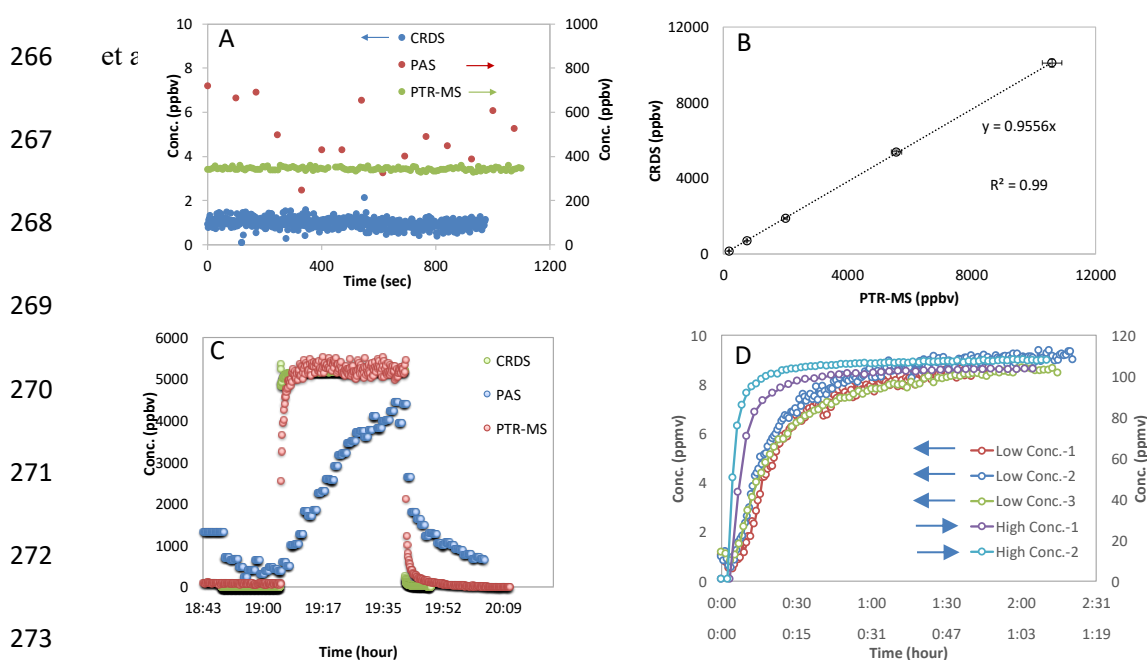 266 et a
267
268
269
270
271
272
273
A
10
8
6
4
2
0
Conc. (ppbv)
1000
800
600
400
200
0
Conc. (ppbv)
CRDS
PAS
PTR-MS
0 400 800 1200
Time (sec)
B
12000
8000
4000
0
CRDS (ppbv)
y = 0.9556x
R² = 0.99
0 4000 8000 12000
PTR-MS (ppbv)
C
6000
5000
4000
3000
2000
1000
0
Conc. (ppbv)
CRDS
PAS
PTR-MS
18:43 19:00 19:17 19:35 19:52 20:09
Time (hour)
D
10
8
6
4
2
0
Conc. (ppmv)
120
100
80
60
40
20
0
Conc. (ppmv)
Low Conc.-1
Low Conc.-2
Low Conc.-3
High Conc.-1
High Conc.-2
0:00 0:30 1:00 1:30 2:00 2:31
0:00 0:15 0:31 0:47 1:03 1:19
Time (hour)